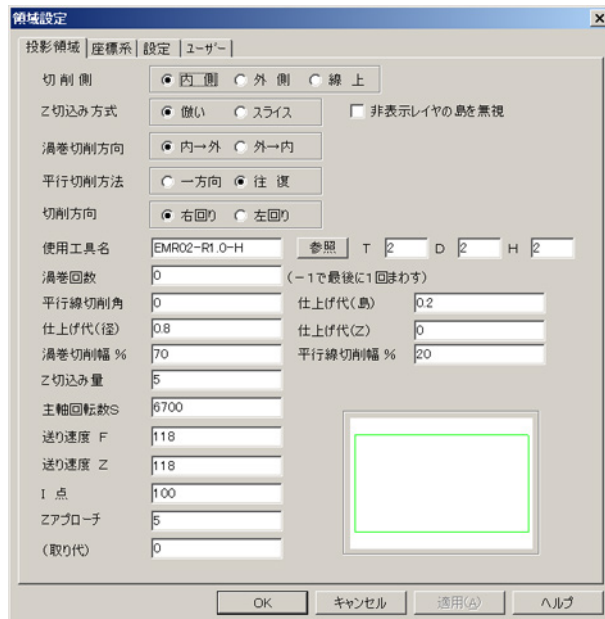 領域設定
投影領域 座標系 設定 ユーザー
切削側 内側 外側 線上
Z切込み方式 倣い スライス 非表示レイヤの島を無視
渦巻切削方向 内→外 外→内
平行切削方法 一方向 往復
切削方向 右回り 左回り
使用工具名 EMR02-R1.0-H 参照 T 2 D 2 H 2
渦巻回数 0 (-1で最後に1回まわす)
平行線切削角 0 仕上げ代(島) 0.2
仕上げ代(径) 0.8 仕上げ代(Z) 0
渦巻切削幅 % 70 平行線切削幅 % 20
Z切込み量 5
主軸回転数S 6700
送り速度 F 118
送り速度 Z 118
I 点 100
Zアプローチ 5
(取り代) 0
OK キャンセル 適用(A) ヘルプ